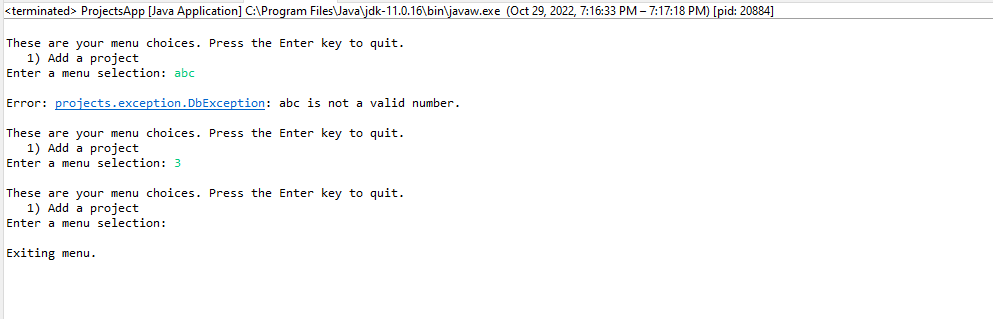 <terminated> ProjectsApp [Java Application] C:\Program Files\Java\jdk-11.0.16\bin\javaw.exe (Oct 29, 2022, 7:16:33 PM – 7:17:18 PM) [pid: 20884]
These are your menu choices. Press the Enter key to quit.
1) Add a project
Enter a menu selection: abc
Error: projects.exception.DbException: abc is not a valid number.
These are your menu choices. Press the Enter key to quit.
1) Add a project
Enter a menu selection: 3
These are your menu choices. Press the Enter key to quit.
1) Add a project
Enter a menu selection:
Exiting menu.